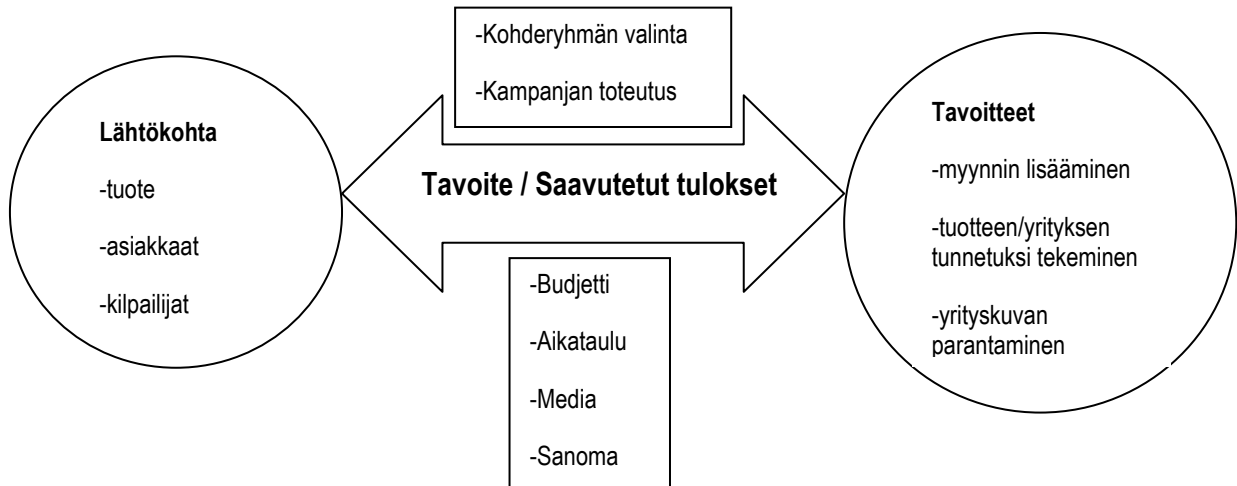 -Kohderyhmän valinta
-Kampanjan toteutus
Lähtökohta
-tuote
-asiakkaat
-kilpailijat
Tavoite / Saavutetut tulokset
Tavoitteet
-myynnin lisääminen
-tuotteen/yrityksen
tunnetuksi tekeminen
-yrityskuvan
parantaminen
-Budjetti
-Aikataulu
-Media
-Sanoma